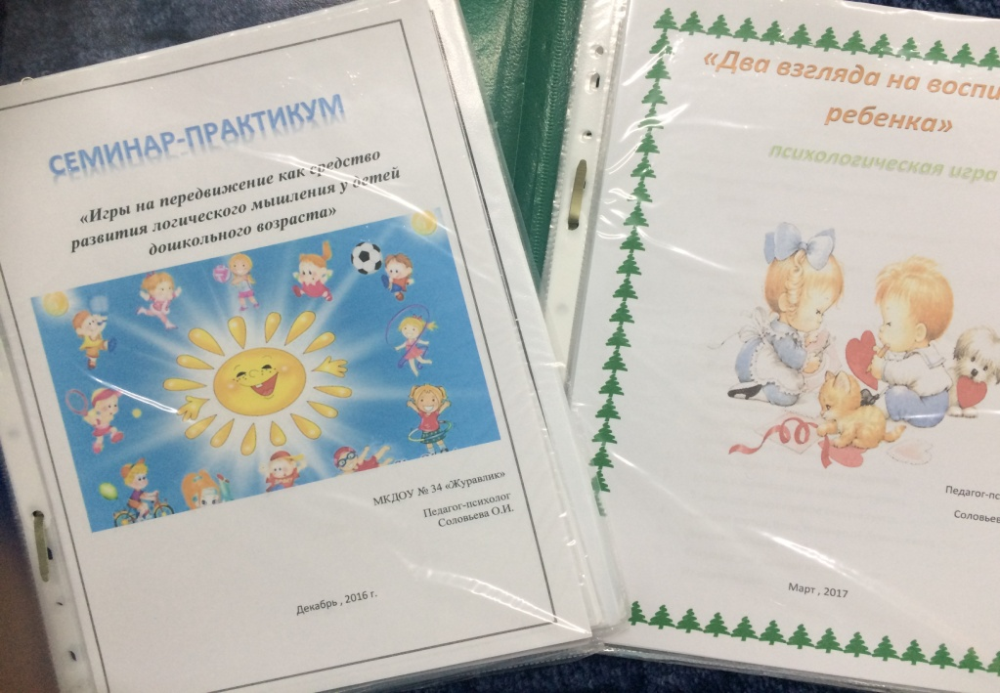 СЕМИНАР-ПРАКТИКУМ
«Игры на передвижение как средство
развития логического мышления у детей
дошкольного возраста»
МКДОУ № 34 «Журавлик»
Педагог-психолог
Соловьева О.И.
Декабрь , 2016 г.
«Два взгляда на воспи
ребенка»
психологическая игра
Педагог-пс
Соловьев
Март , 2017